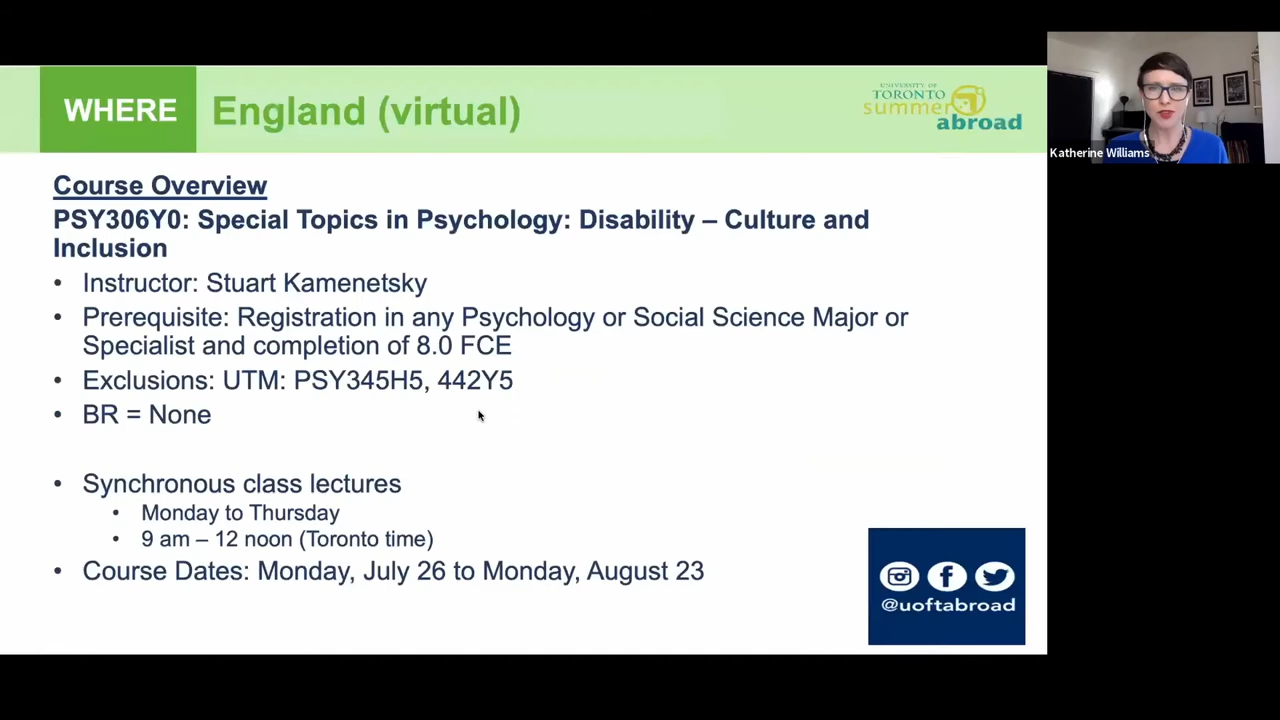 WHERE
England (virtual)
UNIVERSITY OF
TORONTO
summer
abroad
Katherine Williams
Course Overview
PSY306Y0: Special Topics in Psychology: Disability – Culture and
Inclusion
• Instructor: Stuart Kamenetsky
• Prerequisite: Registration in any Psychology or Social Science Major or
Specialist and completion of 8.0 FCE
• Exclusions: UTM: PSY345H5, 442Y5
• BR = None
• Synchronous class lectures
• Monday to Thursday
• 9 am – 12 noon (Toronto time)
• Course Dates: Monday, July 26 to Monday, August 23
@uoftabroad